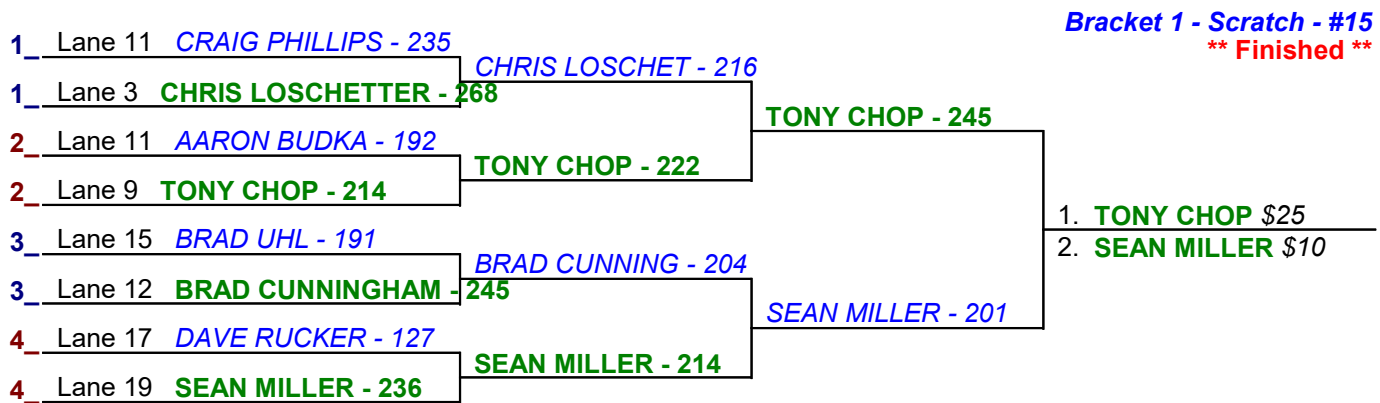 Bracket 1 - Scratch - #15
** Finished **
1_ Lane 11 CRAIG PHILLIPS - 235
CHRIS LOSCHET - 216
1_ Lane 3 CHRIS LOSCHETTER - 268
TONY CHOP - 245
2_ Lane 11 AARON BUDKA - 192
TONY CHOP - 222
2_ Lane 9 TONY CHOP - 214
1. TONY CHOP $25
2. SEAN MILLER $10
3_ Lane 15 BRAD UHL - 191
BRAD CUNNING - 204
3_ Lane 12 BRAD CUNNINGHAM - 245
SEAN MILLER - 201
4_ Lane 17 DAVE RUCKER - 127
SEAN MILLER - 214
4_ Lane 19 SEAN MILLER - 236